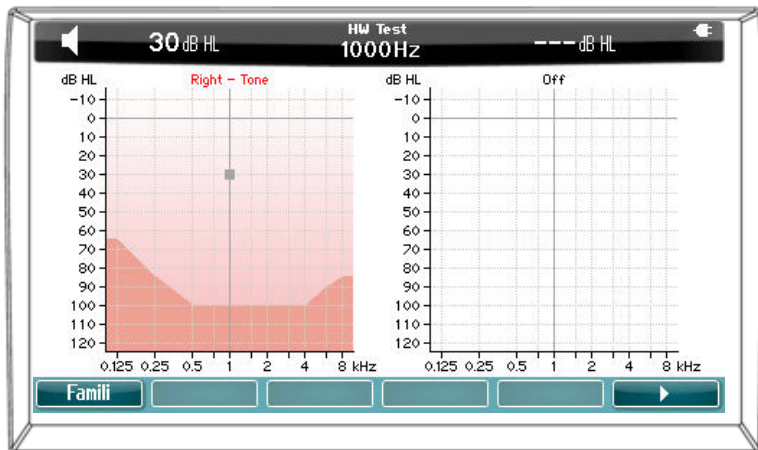 30 dB HL
HW Test
1000Hz
--- dB HL
dB HL
Right - Tone
-10
0
10
20
30
40
50
60
70
80
90
100
110
120
0.125 0.25 0.5 1 2 4 8 kHz
dB HL
Off
-10
0
10
20
30
40
50
60
70
80
90
100
110
120
0.125 0.25 0.5 1 2 4 8 kHz
Famili